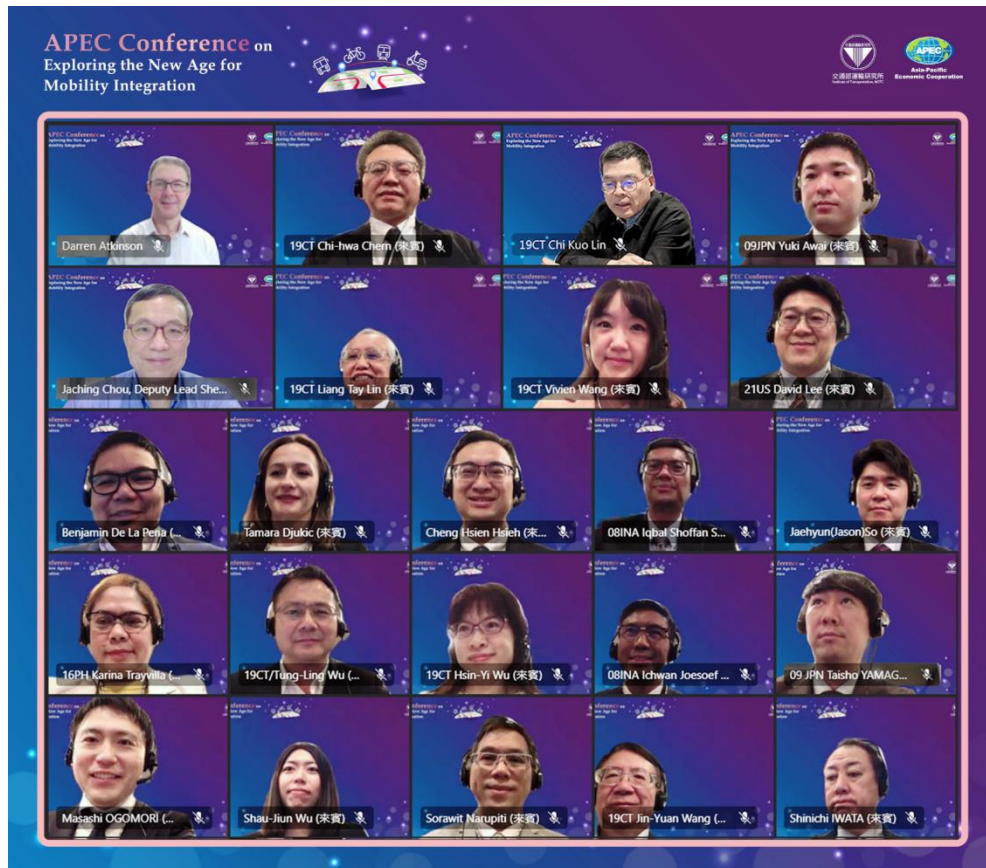 APEC Conference on
Exploring the New Age for
Mobility Integration
交通部運輸研究所
Institute of Transportation, MOTC
APEC
Asia-Pacific
Economic Cooperation
Darren Atkinson
19CT Chi-hwa Chern (來賓)
19CT Chi Kuo Lin
09JPN Yuki Awai (來賓)
Jaching Chou, Deputy Lead She...
19CT Liang Tay Lin (來賓)
19CT Vivien Wang (來賓)
21US David Lee (來賓)
Benjamin De La Pena (...
Tamara Djukic (來賓)
Cheng Hsien Hsieh (來...
08INA Iqbal Shoffan S...
Jaehyun(Jason)So (來賓)
16PH Karina Trayvilla (...
19CT/Tung-Ling Wu (...
19CT Hsin-Yi Wu (來賓)
08INA Ichwan Joesoef ...
09 JPN Taisho YAMAG...
Masashi OGOMORI (...
Shau-Jiun Wu (來賓)
Sorawit Narupiti (來賓)
19CT Jin-Yuan Wang (...
Shinichi IWATA (來賓)